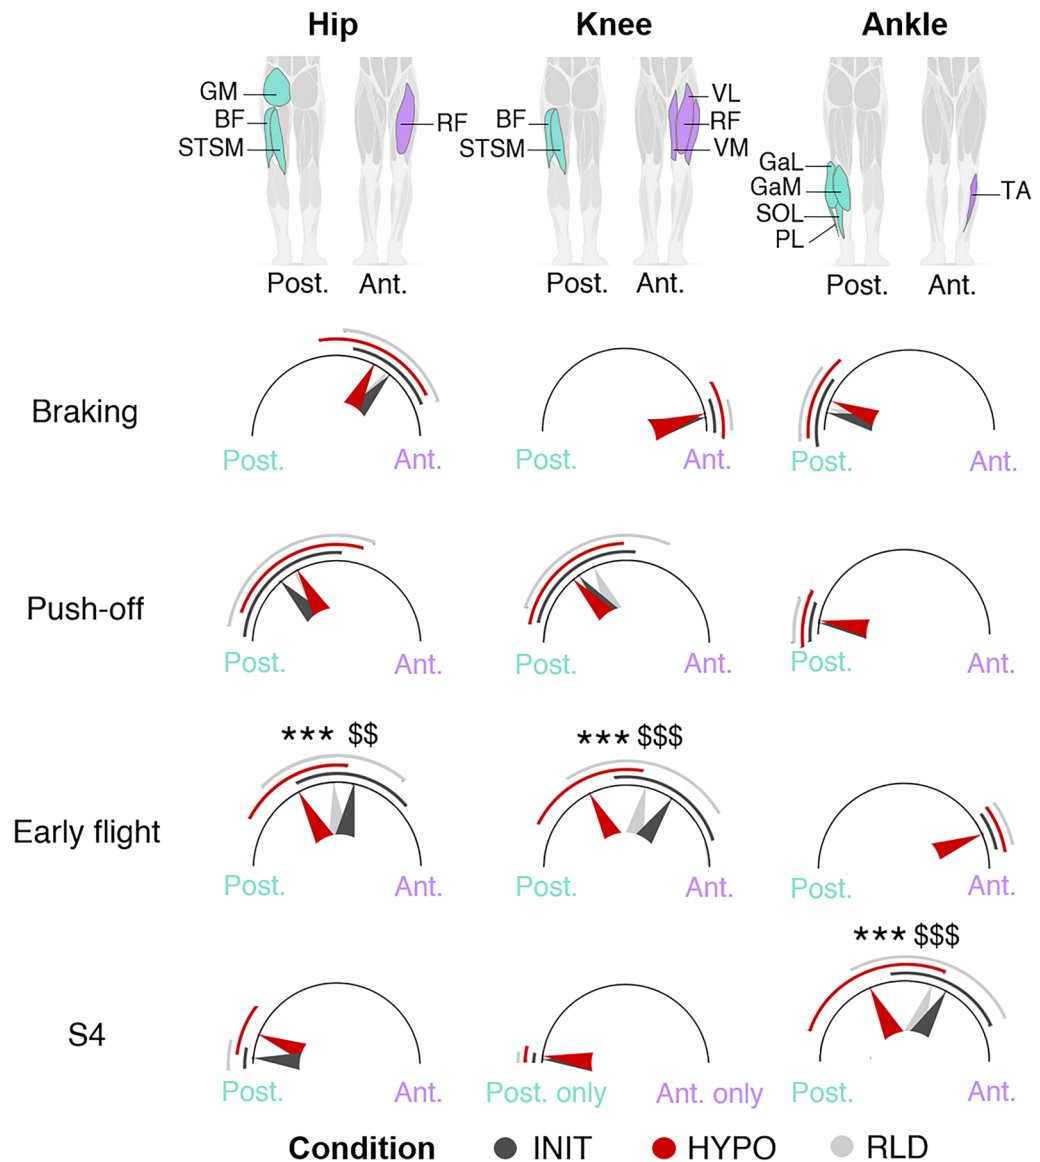 Hip Knee Ankle
GM
BF
STSM
RF
BF
STSM
VL
RF
VM
GaL
GaM
SOL
PL
TA
Post. Ant. Post. Ant. Post. Ant.
Braking
Post. Ant. Post. Ant. Post. Ant.
Push-off
Post. Ant. Post. Ant. Post. Ant.
*** $$ *** $$$
Early flight
Post. Ant. Post. Ant. Post. Ant.
*** $$$
S4
Post. Ant. Post. only Ant. only Post. Ant.
Condition INIT HYPO RLD